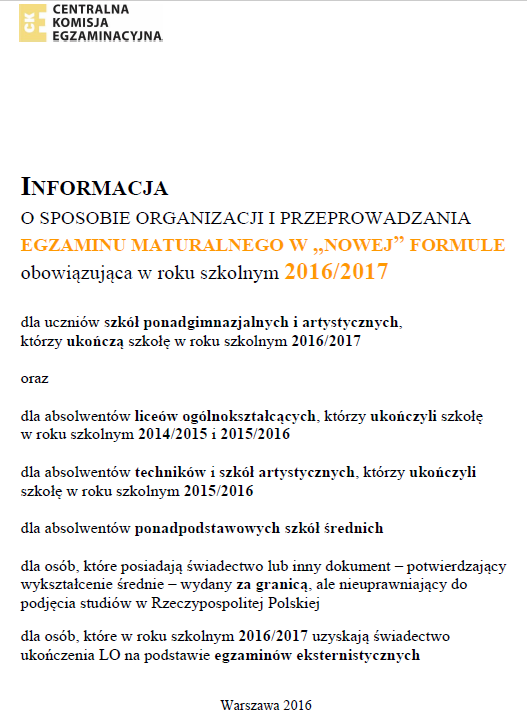 CKE
CENTRALNA
KOMISJA
EGZAMINACYJNA
INFORMACJA
O SPOSOBIE ORGANIZACJI I PRZEPROWADZANIA
EGZAMINU MATURALNEGO W „NOWEJ” FORMULE
obowiązująca w roku szkolnym 2016/2017
dla uczniów szkół ponadgimnazjalnych i artystycznych,
którzy ukończą szkołę w roku szkolnym 2016/2017
oraz
dla absolwentów liceów ogólnokształcących, którzy ukończyli szkołę
w roku szkolnym 2014/2015 i 2015/2016
dla absolwentów techników i szkół artystycznych, którzy ukończyli
szkołę w roku szkolnym 2015/2016
dla absolwentów ponadpodstawowych szkół średnich
dla osób, które posiadają świadectwo lub inny dokument – potwierdzający
wykształcenie średnie – wydany za granicą, ale nieuprawniający do
podjęcia studiów w Rzeczypospolitej Polskiej
dla osób, które w roku szkolnym 2016/2017 uzyskają świadectwo
ukończenia LO na podstawie egzaminów eksternistycznych
Warszawa 2016